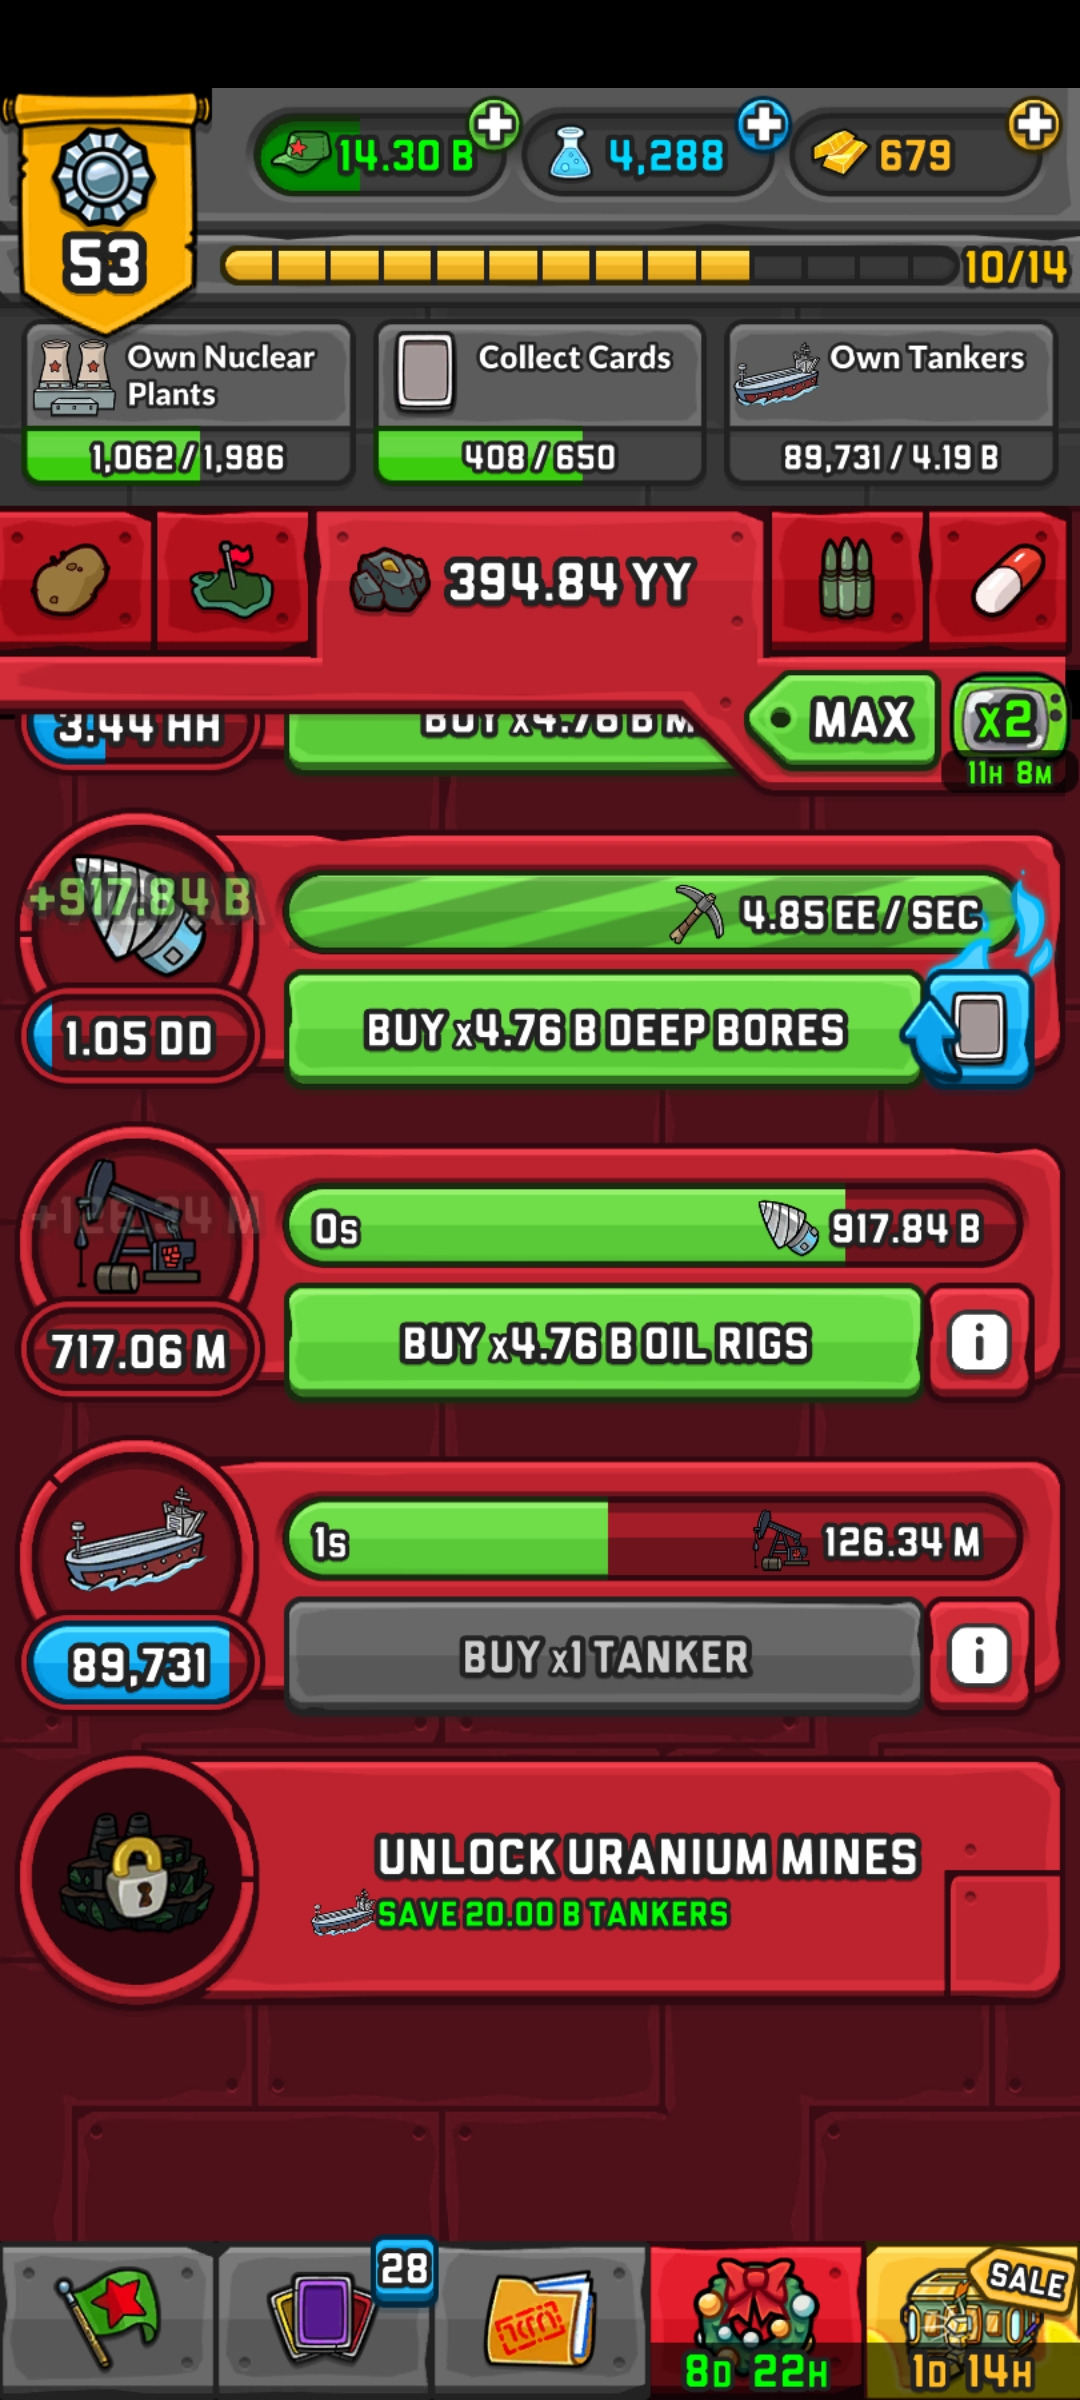 14.30 B
4,288
679
53
10/14
Own Nuclear
Plants
1,062/1,986
Collect Cards
408/650
Own Tankers
89,731/4.19 B
394.84 YY
MAX
x2
11H 8M
3.44 HH
BUY x4.76 B M
+917.84 B
4.85 EE / SEC
1.05 DD
BUY x4.76 B DEEP BORES
+126.34 M
0s
917.84 B
717.06 M
BUY x4.76 B OIL RIGS
i
1s
126.34 M
89,731
BUY x1 TANKER
i
UNLOCK URANIUM MINES
SAVE 20.00 B TANKERS
28
SALE
8D 22H
1D 14H